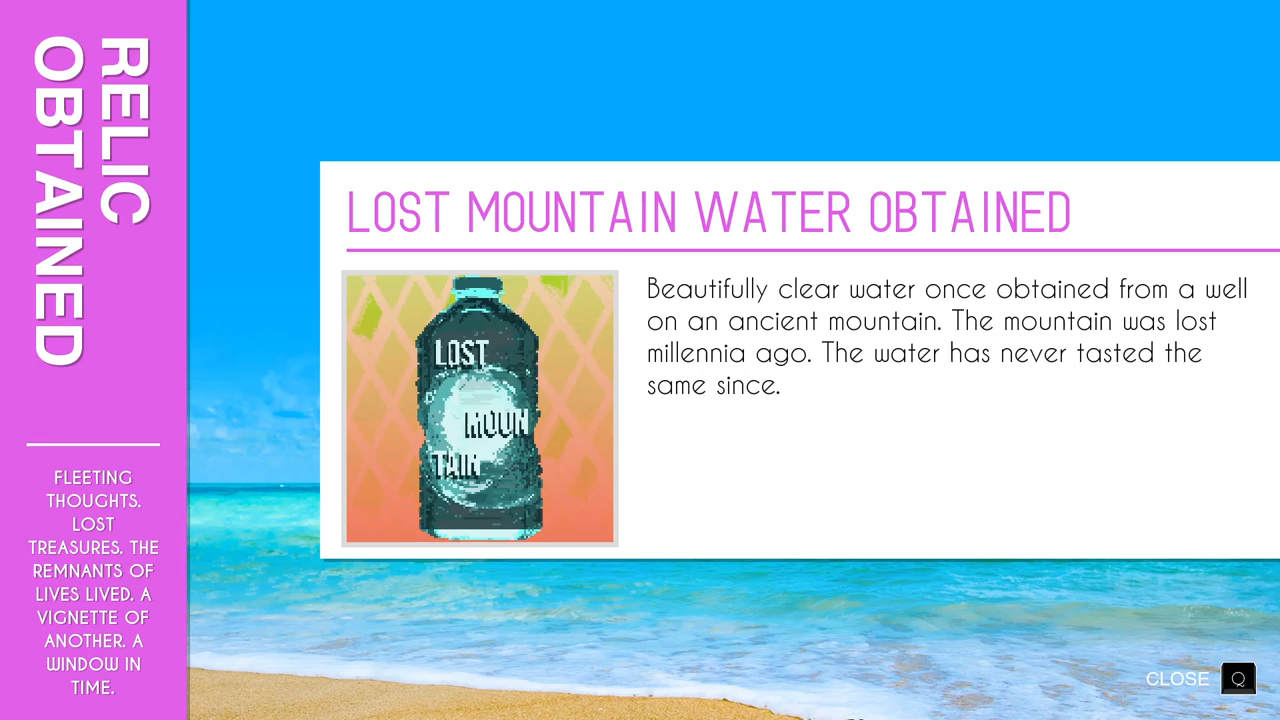 RELIC
OBTAINED
FLEETING
THOUGHTS.
LOST
TREASURES. THE
REMNANTS OF
LIVES LIVED. A
VIGNETTE OF
ANOTHER. A
WINDOW IN
TIME.
LOST MOUNTAIN WATER OBTAINED
LOST
MOUN
TAIN
Beautifully clear water once obtained from a well
on an ancient mountain. The mountain was lost
millennia ago. The water has never tasted the
same since.
CLOSE Q